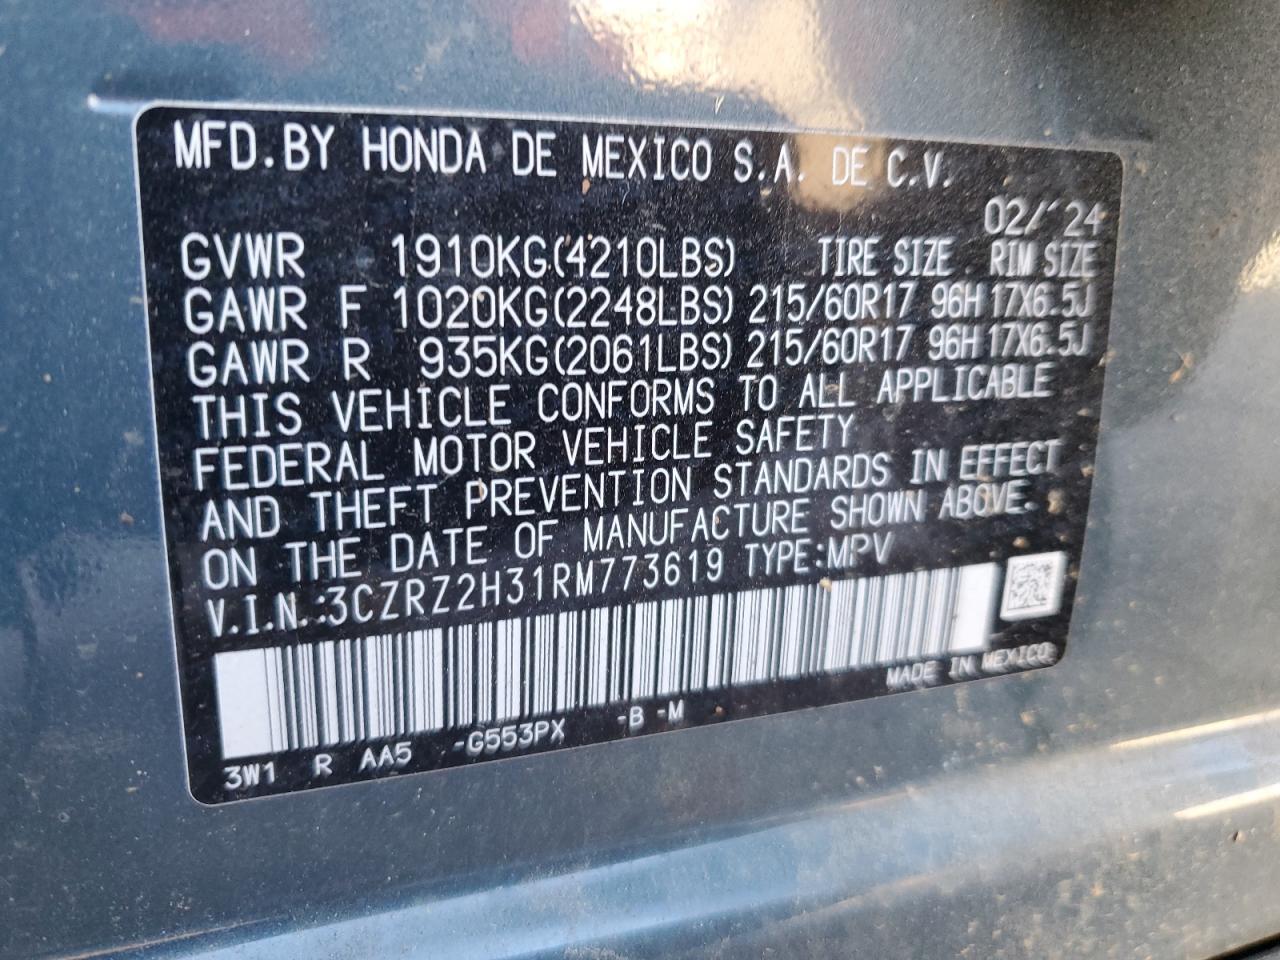 MFD.BY HONDA DE MEXICO S.A. DE C.V.
02/'24
GVWR 1910KG(4210LBS) TIRE SIZE RIM SIZE
GAWR F 1020KG(2248LBS) 215/60R17 96H 17X6.5J
GAWR R 935KG(2061LBS) 215/60R17 96H 17X6.5J
THIS VEHICLE CONFORMS TO ALL APPLICABLE
FEDERAL MOTOR VEHICLE SAFETY
AND THEFT PREVENTION STANDARDS IN EFFECT
ON THE DATE OF MANUFACTURE SHOWN ABOVE.
V.I.N.:3CZRZ2H31RM773619 TYPE:MPV
MADE IN MEXICO
3W1 R AA5 -G553PX -B -M